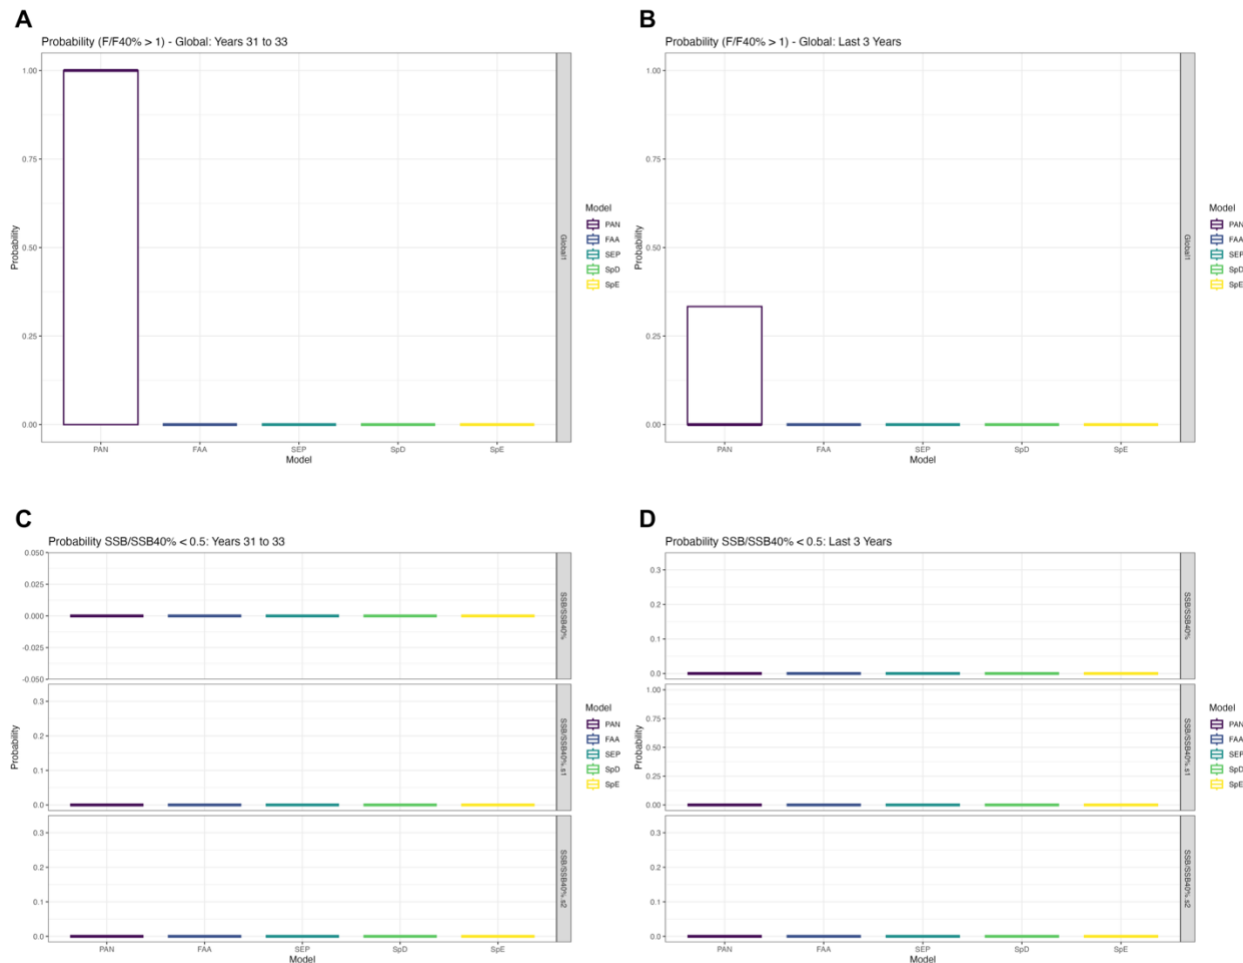 A
Probability (F/F40% > 1) - Global: Years 31 to 33
1.00
0.75
0.50
0.25
0.00
Probability
Global1
PAN FAA SEP SpD SpE
Model
Model
PAN
FAA
SEP
SpD
SpE
B
Probability (F/F40% > 1) - Global: Last 3 Years
1.00
0.75
0.50
0.25
0.00
Probability
Global1
PAN FAA SEP SpD SpE
Model
Model
PAN
FAA
SEP
SpD
SpE
C
Probability SSB/SSB40% < 0.5: Years 31 to 33
0.050
0.025
0.000
-0.025
-0.050
SSB/SSB40%
0.3
0.2
0.1
0.0
SSB/SSB40%.s1
0.3
0.2
0.1
0.0
SSB/SSB40%.s2
Probability
PAN FAA SEP SpD SpE
Model
Model
PAN
FAA
SEP
SpD
SpE
D
Probability SSB/SSB40% < 0.5: Last 3 Years
0.3
0.2
0.1
0.0
SSB/SSB40%
1.00
0.75
0.50
0.25
0.00
SSB/SSB40%.s1
0.3
0.2
0.1
0.0
SSB/SSB40%.s2
Probability
PAN FAA SEP SpD SpE
Model
Model
PAN
FAA
SEP
SpD
SpE